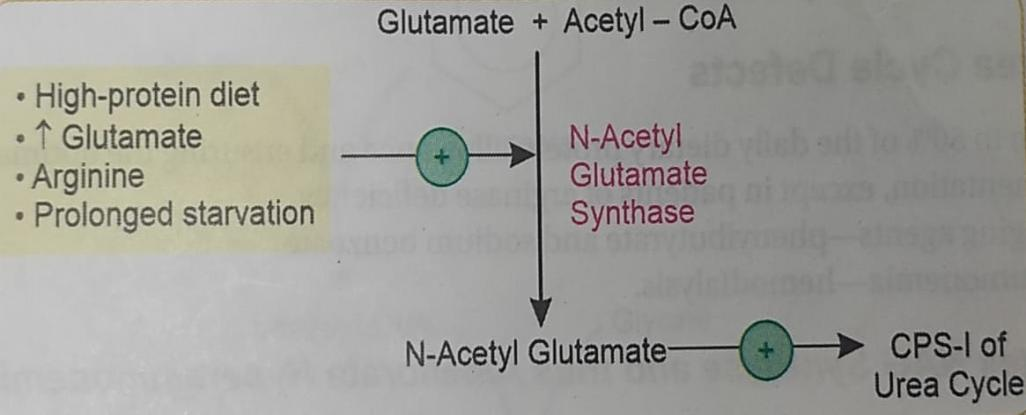 Glutamate + Acetyl – CoA
• High-protein diet
• ↑ Glutamate
• Arginine
• Prolonged starvation
+
N-Acetyl
Glutamate
Synthase
N-Acetyl Glutamate
+
CPS-I of
Urea Cycle